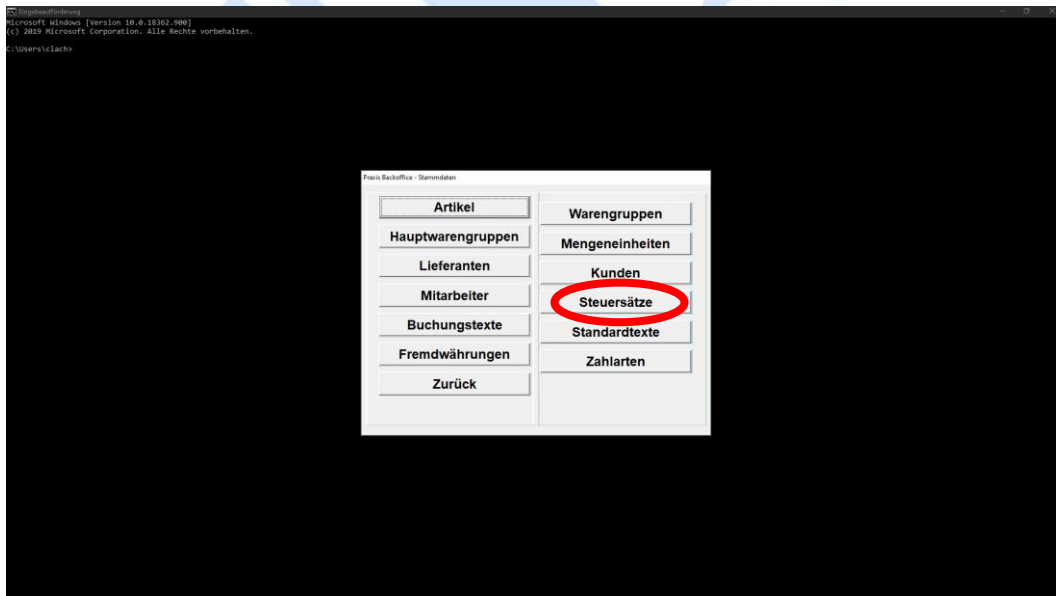 Eingabeaufforderung
Microsoft Windows [Version 10.0.18362.900]
(c) 2019 Microsoft Corporation. Alle Rechte vorbehalten.
C:\Users\clach>
Praxis Backoffice - Stammdaten
Artikel
Hauptwarengruppen
Lieferanten
Mitarbeiter
Buchungstexte
Fremdwährungen
Zurück
Warengruppen
Mengeneinheiten
Kunden
Steuersätze
Standardtexte
Zahlarten